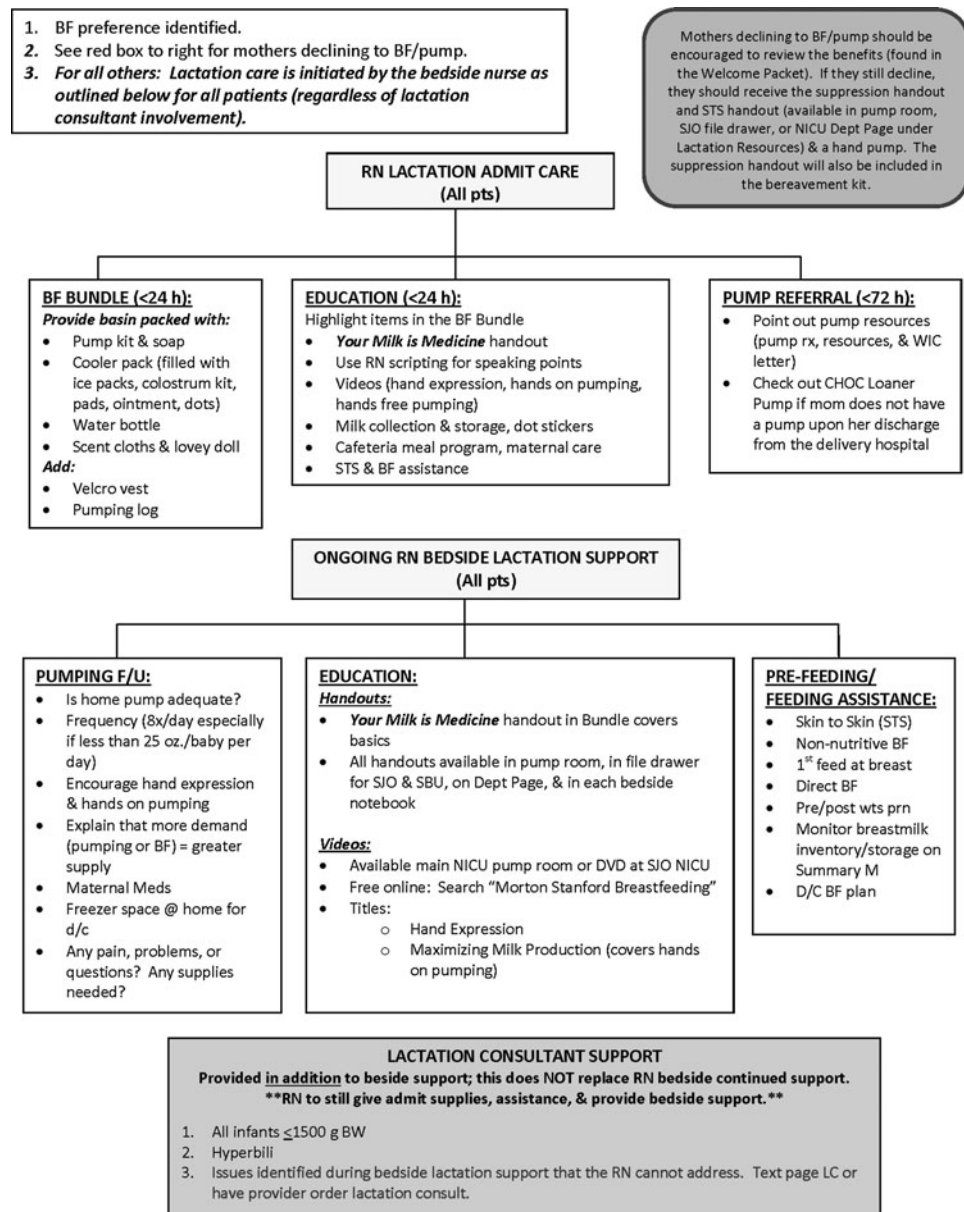 1. BF preference identified.
2. See red box to right for mothers declining to BF/pump.
3. For all others: Lactation care is initiated by the bedside nurse as
outlined below for all patients (regardless of lactation
consultant involvement).
Mothers declining to BF/pump should be
encouraged to review the benefits (found in
the Welcome Packet). If they still decline,
they should receive the suppression handout
and STS handout (available in pump room,
SJO file drawer, or NICU Dept Page under
Lactation Resources) & a hand pump. The
suppression handout will also be included in
the bereavement kit.
RN LACTATION ADMIT CARE
(All pts)
BF BUNDLE (<24 h):
Provide basin packed with:
• Pump kit & soap
• Cooler pack (filled with
ice packs, colostrum kit,
pads, ointment, dots)
• Water bottle
• Scent cloths & lovey doll
Add:
• Velcro vest
• Pumping log
EDUCATION (<24 h):
Highlight items in the BF Bundle
• Your Milk is Medicine handout
• Use RN scripting for speaking points
• Videos (hand expression, hands on pumping,
hands free pumping)
• Milk collection & storage, dot stickers
• Cafeteria meal program, maternal care
• STS & BF assistance
PUMP REFERRAL (<72 h):
• Point out pump resources
(pump rx, resources, & WIC
letter)
• Check out CHOC Loaner
Pump if mom does not have
a pump upon her discharge
from the delivery hospital
ONGOING RN BEDSIDE LACTATION SUPPORT
(All pts)
PUMPING F/U:
• Is home pump adequate?
• Frequency (8x/day especially
if less than 25 oz./baby per
day)
• Encourage hand expression
& hands on pumping
• Explain that more demand
(pumping or BF) = greater
supply
• Maternal Meds
• Freezer space @ home for
d/c
• Any pain, problems, or
questions? Any supplies
needed?
EDUCATION:
Handouts:
• Your Milk is Medicine handout in Bundle covers
basics
• All handouts available in pump room, in file drawer
for SJO & SBU, on Dept Page, & in each bedside
notebook
Videos:
• Available main NICU pump room or DVD at SJO NICU
• Free online: Search “Morton Stanford Breastfeeding”
• Titles:
o Hand Expression
o Maximizing Milk Production (covers hands
on pumping)
PRE-FEEDING/
FEEDING ASSISTANCE:
• Skin to Skin (STS)
• Non-nutritive BF
• 1st feed at breast
• Direct BF
• Pre/post wts prn
• Monitor breastmilk
inventory/storage on
Summary M
• D/C BF plan
LACTATION CONSULTANT SUPPORT
Provided in addition to beside support; this does NOT replace RN bedside continued support.
**RN to still give admit supplies, assistance, & provide bedside support.**
1. All infants ≤1500 g BW
2. Hyperbili
3. Issues identified during bedside lactation support that the RN cannot address. Text page LC or
have provider order lactation consult.